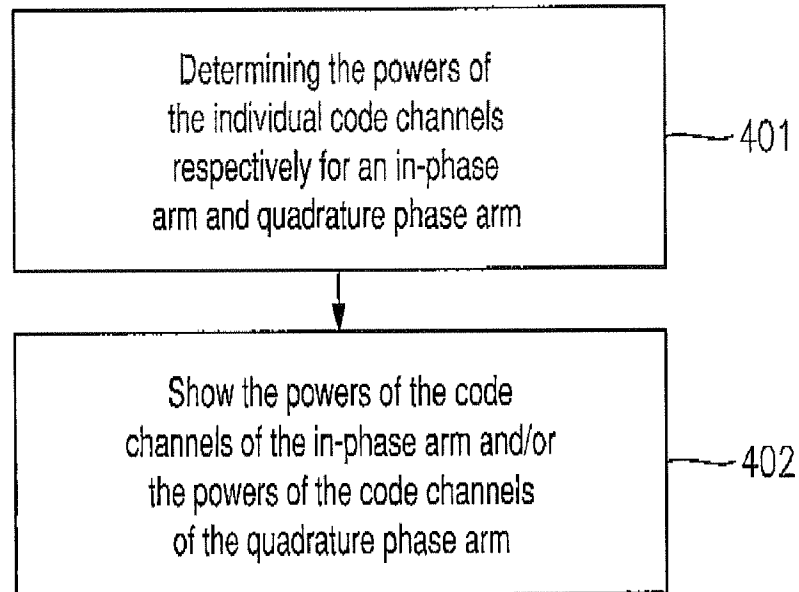 Determining the powers of
the individual code channels
respectively for an in-phase
arm and quadrature phase arm
401
Show the powers of the code
channels of the in-phase arm and/or
the powers of the code channels
of the quadrature phase arm
402